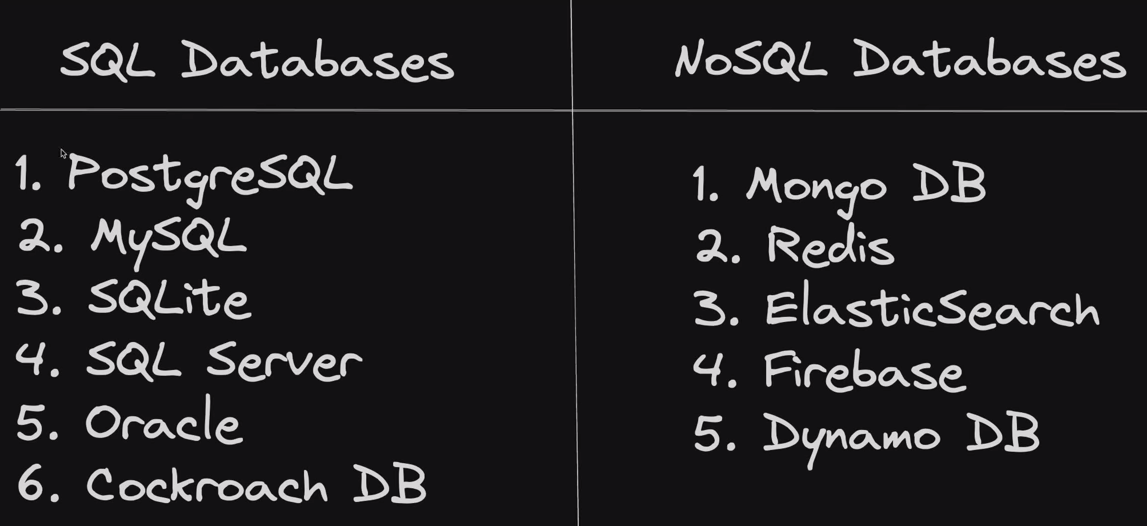 SQL Databases
NoSQL Databases
1. PostgreSQL
2. MySQL
3. SQLite
4. SQL Server
5. Oracle
6. Cockroach DB
1. Mongo DB
2. Redis
3. ElasticSearch
4. Firebase
5. Dynamo DB